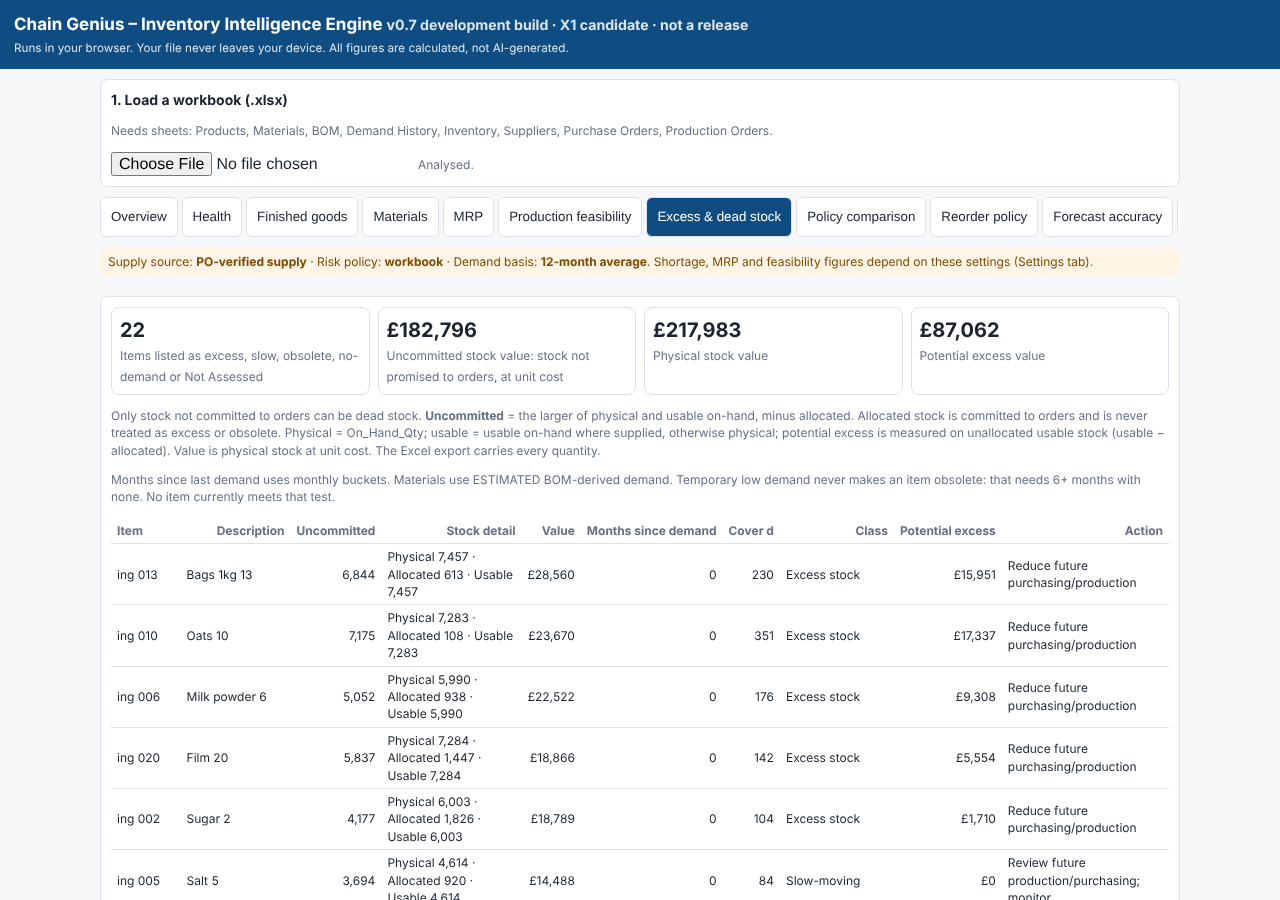 Chain Genius – Inventory Intelligence Engine v0.7 development build · X1 candidate · not a release
Runs in your browser. Your file never leaves your device. All figures are calculated, not AI-generated.
1. Load a workbook (.xlsx)
Needs sheets: Products, Materials, BOM, Demand History, Inventory, Suppliers, Purchase Orders, Production Orders.
Choose File No file chosen Analysed.
Overview Health Finished goods Materials MRP Production feasibility Excess & dead stock Policy comparison Reorder policy Forecast accuracy
Supply source: PO-verified supply · Risk policy: workbook · Demand basis: 12-month average. Shortage, MRP and feasibility figures depend on these settings (Settings tab).
22
Items listed as excess, slow, obsolete, no-
demand or Not Assessed
£182,796
Uncommitted stock value: stock not
promised to orders, at unit cost
£217,983
Physical stock value
£87,062
Potential excess value
Only stock not committed to orders can be dead stock. Uncommitted = the larger of physical and usable on-hand, minus allocated. Allocated stock is committed to orders and is never
treated as excess or obsolete. Physical = On_Hand_Qty; usable = usable on-hand where supplied, otherwise physical; potential excess is measured on unallocated usable stock (usable −
allocated). Value is physical stock at unit cost. The Excel export carries every quantity.
Months since last demand uses monthly buckets. Materials use ESTIMATED BOM-derived demand. Temporary low demand never makes an item obsolete: that needs 6+ months with
none. No item currently meets that test.
Item Description Uncommitted Stock detail Value Months since demand Cover d Class Potential excess Action
ing 013 Bags 1kg 13 6,844 Physical 7,457 · Allocated 613 · Usable 7,457 £28,560 0 230 Excess stock £15,951 Reduce future purchasing/production
ing 010 Oats 10 7,175 Physical 7,283 · Allocated 108 · Usable 7,283 £23,670 0 351 Excess stock £17,337 Reduce future purchasing/production
ing 006 Milk powder 6 5,052 Physical 5,990 · Allocated 938 · Usable 5,990 £22,522 0 176 Excess stock £9,308 Reduce future purchasing/production
ing 020 Film 20 5,837 Physical 7,284 · Allocated 1,447 · Usable 7,284 £18,866 0 142 Excess stock £5,554 Reduce future purchasing/production
ing 002 Sugar 2 4,177 Physical 6,003 · Allocated 1,826 · Usable 6,003 £18,789 0 104 Excess stock £1,710 Reduce future purchasing/production
ing 005 Salt 5 3,694 Physical 4,614 · Allocated 920 · Usable 4,614 £14,488 0 84 Slow-moving £0 Review future production/purchasing; monitor